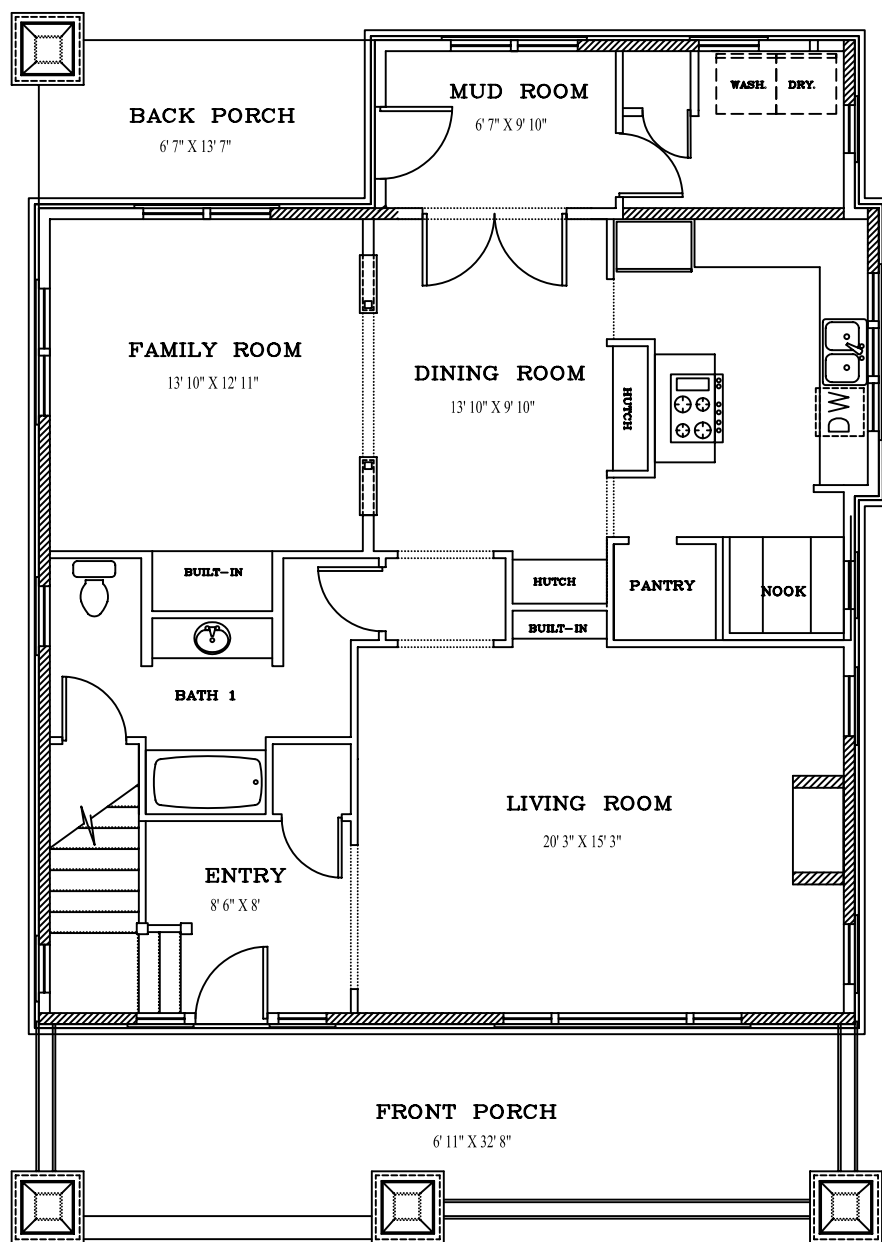 MUD ROOM
6' 7" X 9' 10"
WASH.
DRY.
BACK PORCH
6' 7" X 13' 7"
FAMILY ROOM
13' 10" X 12' 11"
DINING ROOM
13' 10" X 9' 10"
HUTCH
DW
BUILT-IN
HUTCH
PANTRY
NOOK
BUILT-IN
BATH 1
LIVING ROOM
20' 3" X 15' 3"
ENTRY
8' 6" X 8'
FRONT PORCH
6' 11" X 32' 8"